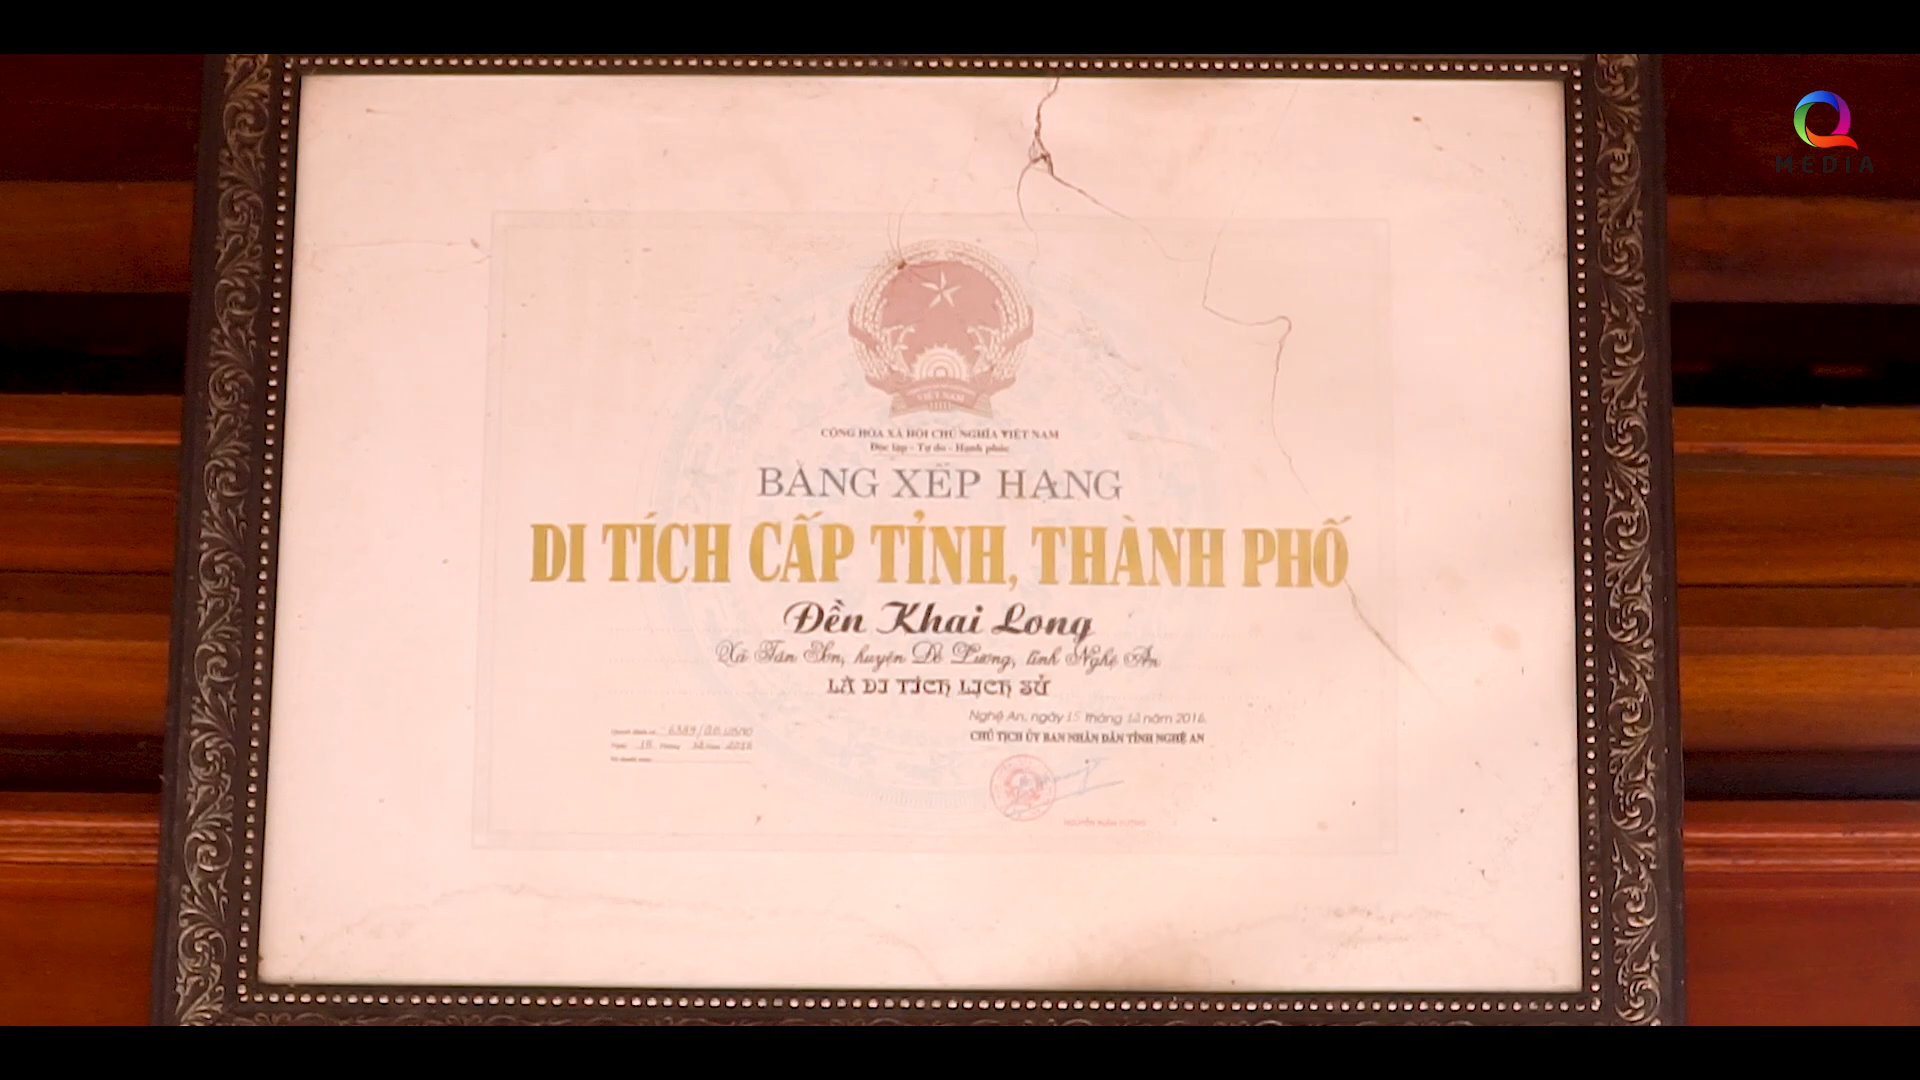 MEDIA
VIỆT NAM
CỘNG HÒA XÃ HỘI CHỦ NGHĨA VIỆT NAM
Độc lập - Tự do - Hạnh phúc
BẰNG XẾP HẠNG
DI TÍCH CẤP TỈNH, THÀNH PHỐ
Đền Khai Long
Xã Tân Sơn, huyện Đô Lương, tỉnh Nghệ An
LÀ DI TÍCH LỊCH SỬ
Nghệ An, ngày 15 tháng 12 năm 2016
CHỦ TỊCH ỦY BAN NHÂN DÂN TỈNH NGHỆ AN